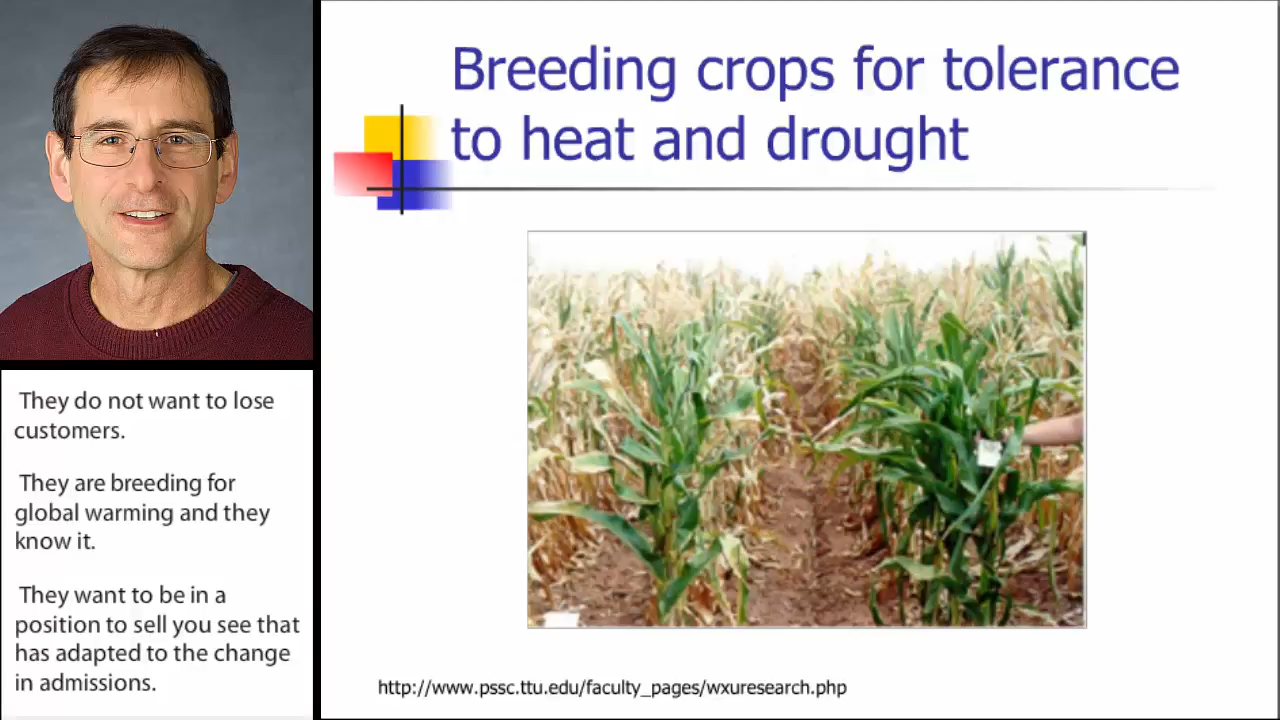 Breeding crops for tolerance
to heat and drought
They do not want to lose
customers.
They are breeding for
global warming and they
know it.
They want to be in a
position to sell you see that
has adapted to the change
in admissions.
http://www.pssc.ttu.edu/faculty_pages/wxuresearch.php